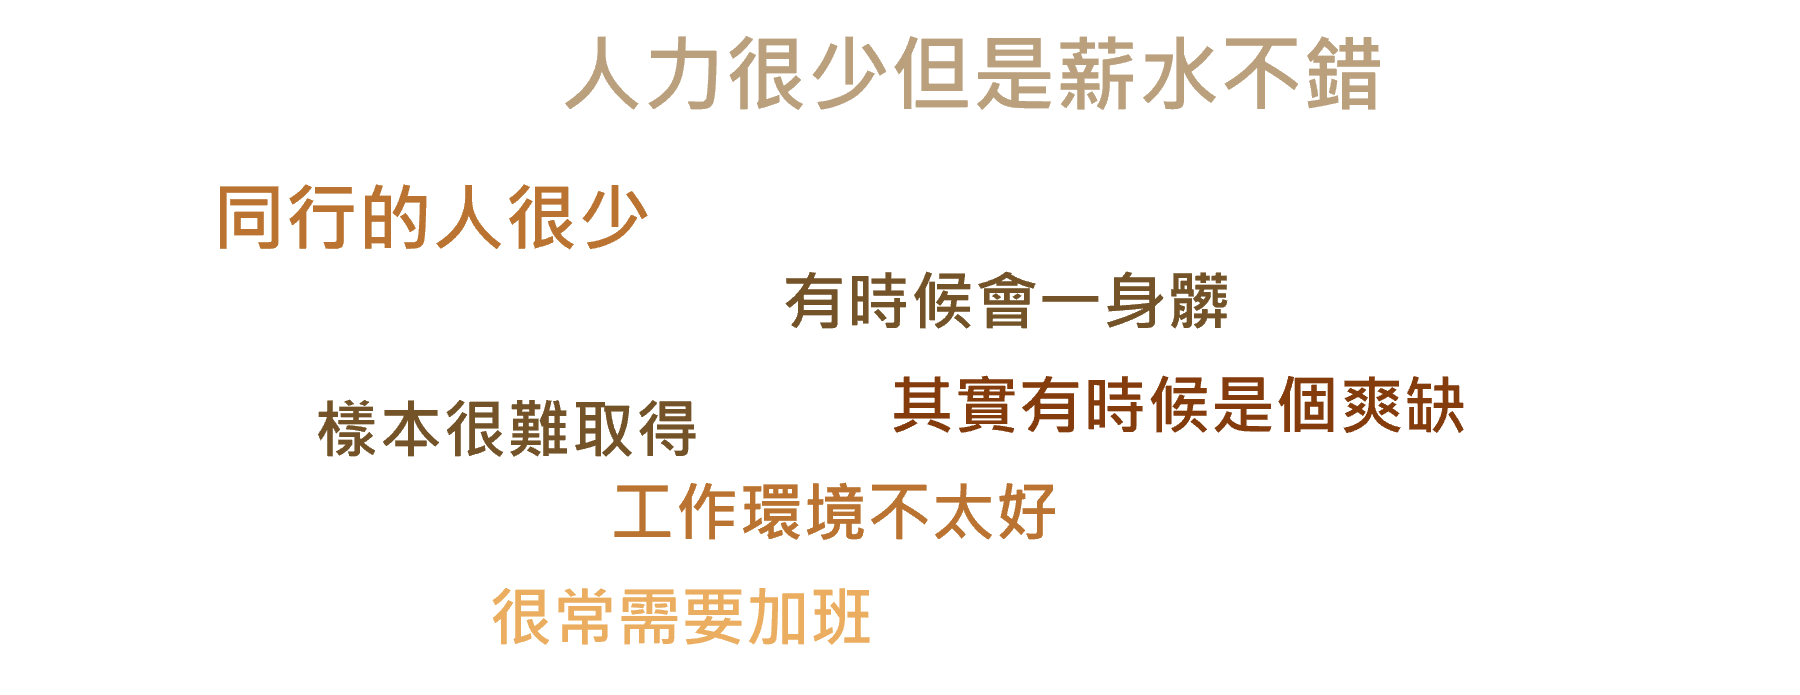 人力很少但是薪水不錯
同行的人很少
有時候會一身髒
其實有時候是個爽缺
樣本很難取得
工作環境不太好
很常需要加班